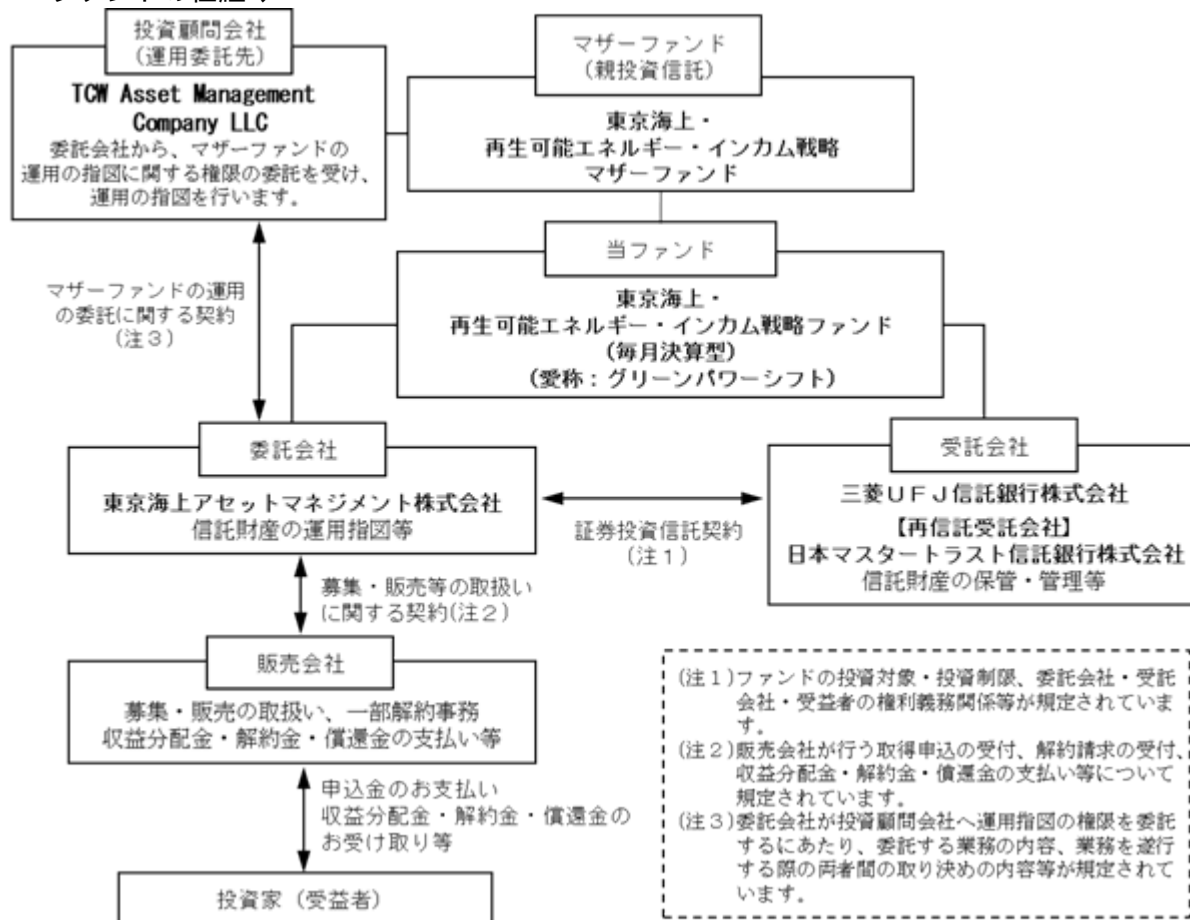 投資顧問会社
(運用委託先)
TCW Asset Management
Company LLC
委託会社から、マザーファンドの
運用の指図に関する権限の委託を受け、
運用の指図を行います。
マザーファンド
(親投資信託)
東京海上・
再生可能エネルギー・インカム戦略
マザーファンド
当ファンド
東京海上・
再生可能エネルギー・インカム戦略ファンド
(毎月決算型)
(愛称：グリーンパワーシフト)
マザーファンドの運用
の委託に関する契約
(注３)
委託会社
東京海上アセットマネジメント株式会社
信託財産の運用指図等
証券投資信託契約
(注１)
受託会社
三菱ＵＦＪ信託銀行株式会社
【再信託受託会社】
日本マスタートラスト信託銀行株式会社
信託財産の保管・管理等
募集・販売等の取扱い
に関する契約(注２)
販売会社
募集・販売の取扱い、一部解約事務
収益分配金・解約金・償還金の支払い等
申込金のお支払い
収益分配金・解約金・償還金の
お受け取り等
投資家（受益者）
(注１)ファンドの投資対象・投資制限、委託会社・受託
会社・受益者の権利義務関係等が規定されていま
す。
(注２)販売会社が行う取得申込の受付、解約請求の受付、
収益分配金・解約金・償還金の支払い等について
規定されています。
(注３)委託会社が投資顧問会社へ運用指図の権限を委託
するにあたり、委託する業務の内容、業務を遂行
する際の両者間の取り決めの内容等が規定されて
います。